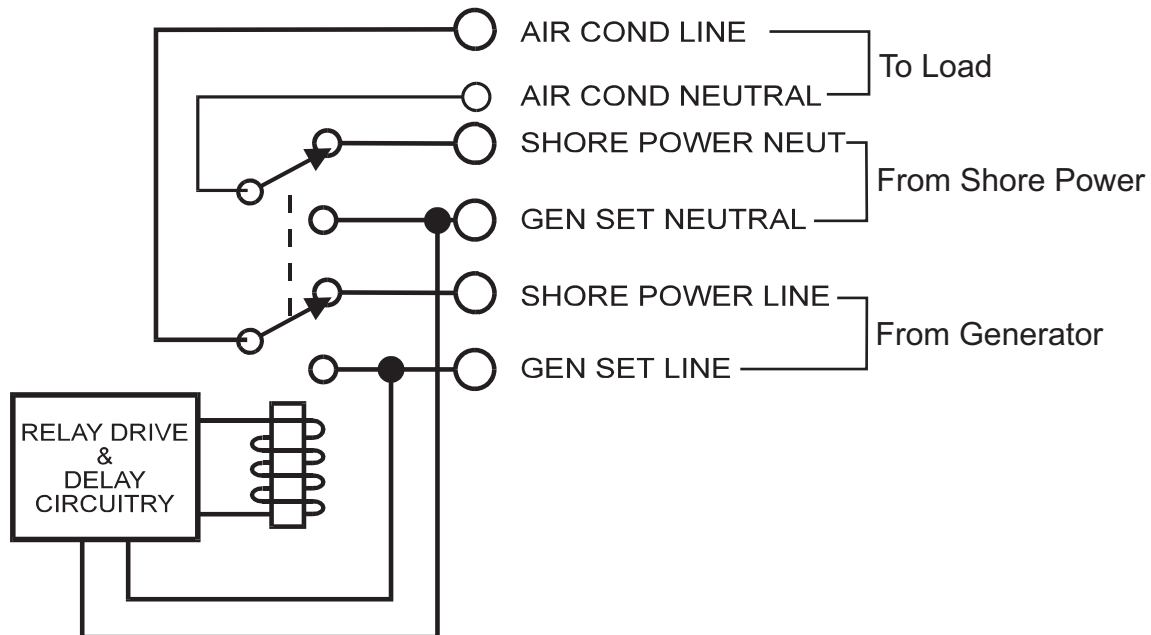 AIR COND LINE
To Load
AIR COND NEUTRAL
SHORE POWER NEUT
From Shore Power
GEN SET NEUTRAL
SHORE POWER LINE
From Generator
GEN SET LINE
RELAY DRIVE
&
DELAY
CIRCUITRY